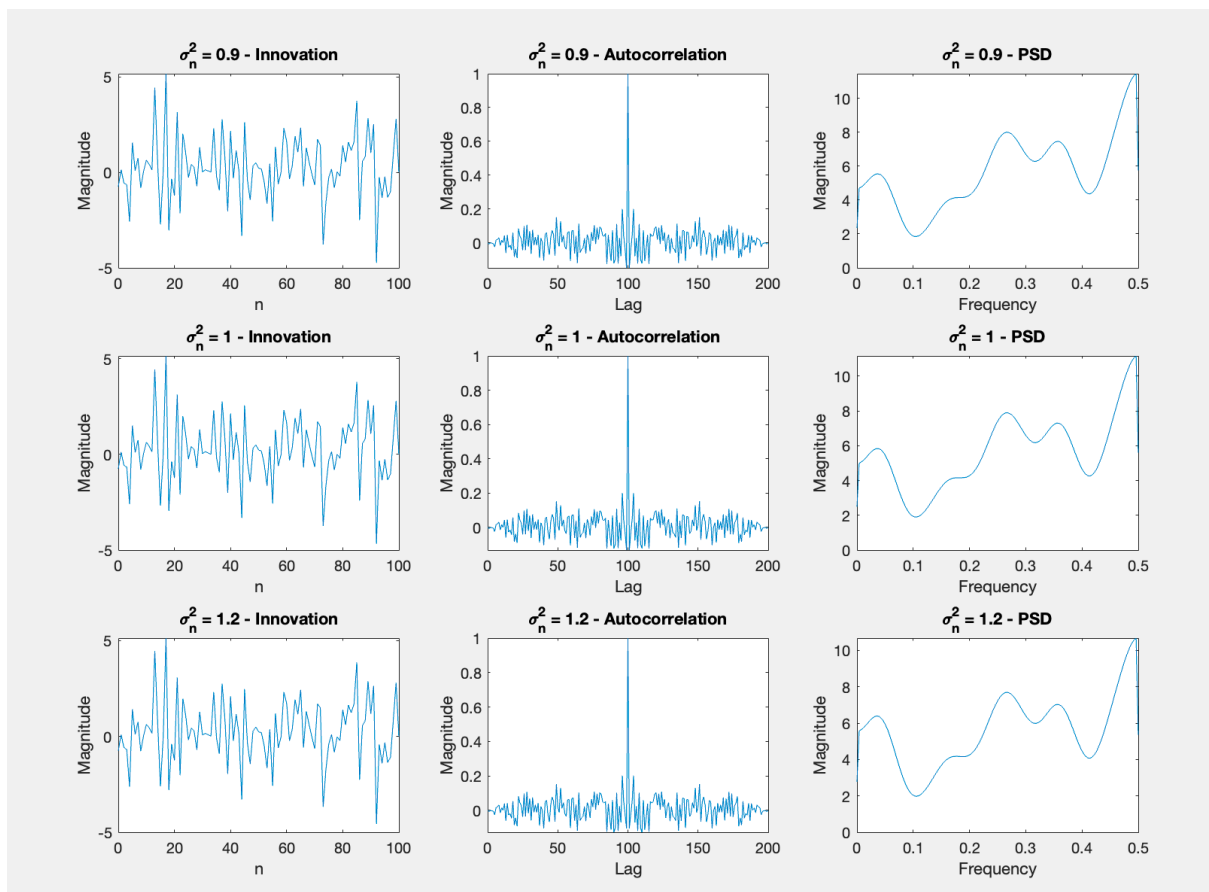 σ²ₙ = 0.9 - Innovation
5
0
-5
Magnitude
0 20 40 60 80 100
n
σ²ₙ = 0.9 - Autocorrelation
1
0.8
0.6
0.4
0.2
0
Magnitude
0 50 100 150 200
Lag
σ²ₙ = 0.9 - PSD
10
8
6
4
2
0
Magnitude
0 0.1 0.2 0.3 0.4 0.5
Frequency
σ²ₙ = 1 - Innovation
5
0
-5
Magnitude
0 20 40 60 80 100
n
σ²ₙ = 1 - Autocorrelation
1
0.8
0.6
0.4
0.2
0
Magnitude
0 50 100 150 200
Lag
σ²ₙ = 1 - PSD
10
8
6
4
2
0
Magnitude
0 0.1 0.2 0.3 0.4 0.5
Frequency
σ²ₙ = 1.2 - Innovation
5
0
-5
Magnitude
0 20 40 60 80 100
n
σ²ₙ = 1.2 - Autocorrelation
1
0.8
0.6
0.4
0.2
0
Magnitude
0 50 100 150 200
Lag
σ²ₙ = 1.2 - PSD
10
8
6
4
2
0
Magnitude
0 0.1 0.2 0.3 0.4 0.5
Frequency